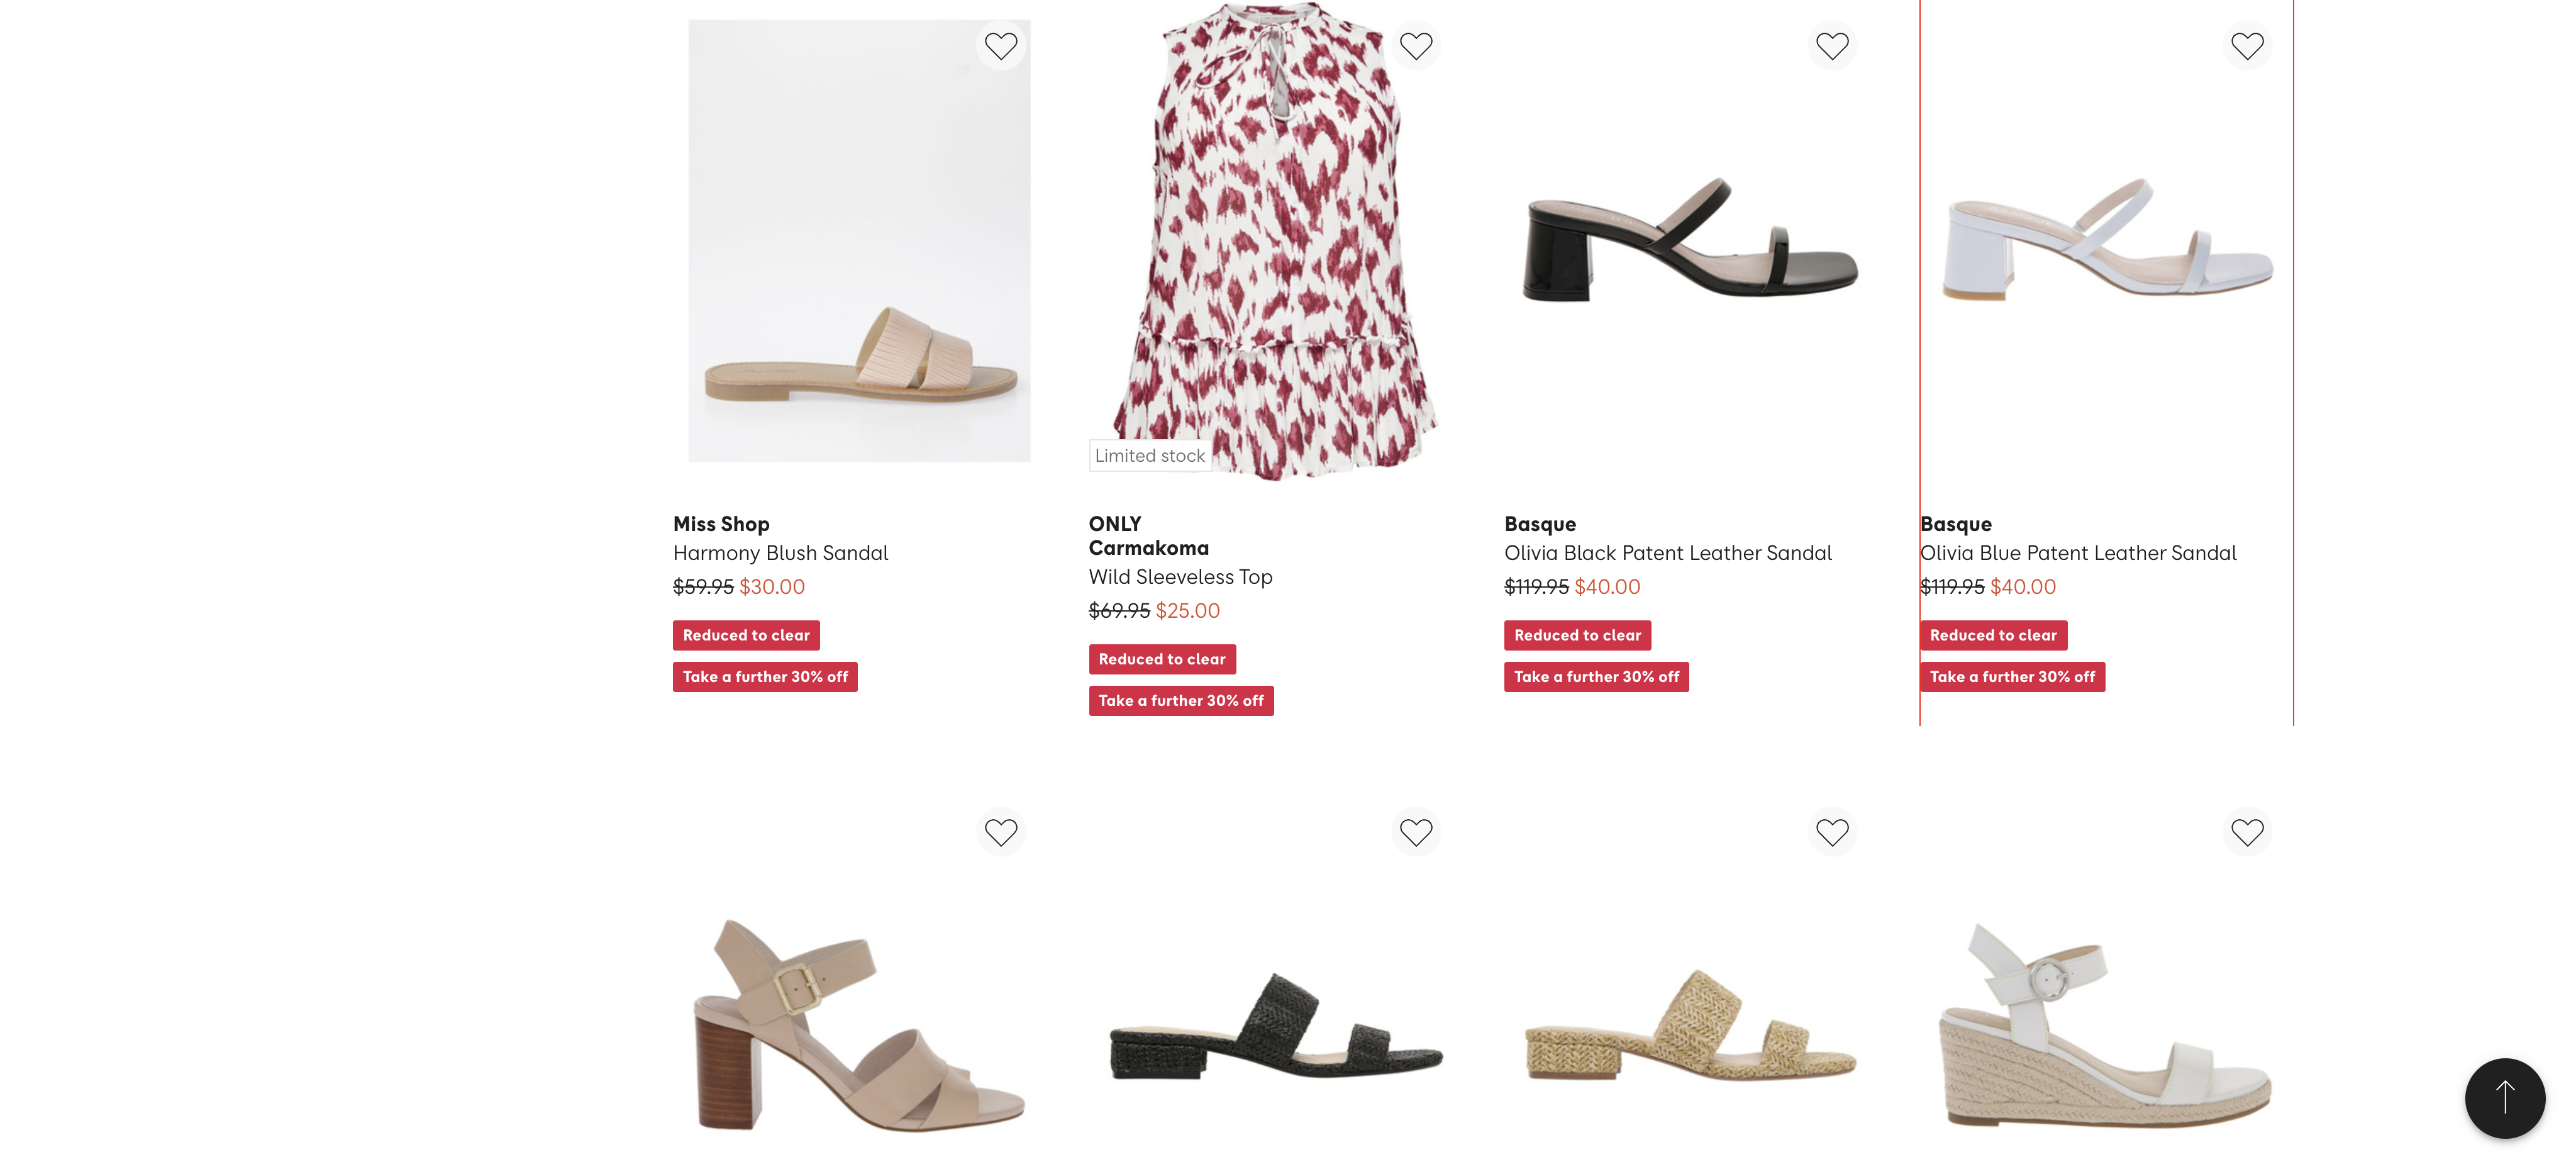 Limited stock
Miss Shop
Harmony Blush Sandal
$59.95 $30.00
Reduced to clear
Take a further 30% off
ONLY
Carmakoma
Wild Sleeveless Top
$69.95 $25.00
Reduced to clear
Take a further 30% off
Basque
Olivia Black Patent Leather Sandal
$119.95 $40.00
Reduced to clear
Take a further 30% off
Basque
Olivia Blue Patent Leather Sandal
$119.95 $40.00
Reduced to clear
Take a further 30% off